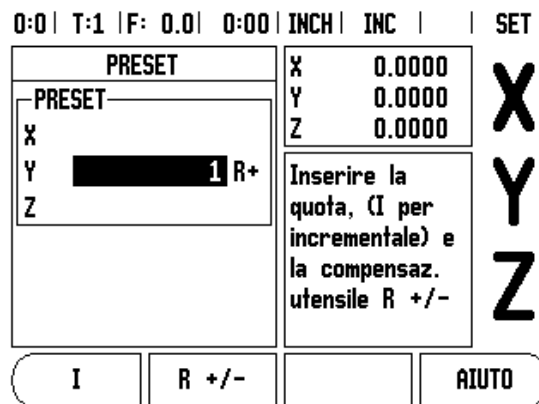 0:0 | T:1 | F: 0.0 | 0:00 | INCH | INC | | SET
PRESET
PRESET
X
Y 1 R+
Z
X 0.0000
Y 0.0000
Z 0.0000
Inserire la
quota, (I per
incrementale) e
la compensaz.
utensile R +/-
X
Y
Z
I
R +/-
AIUTO